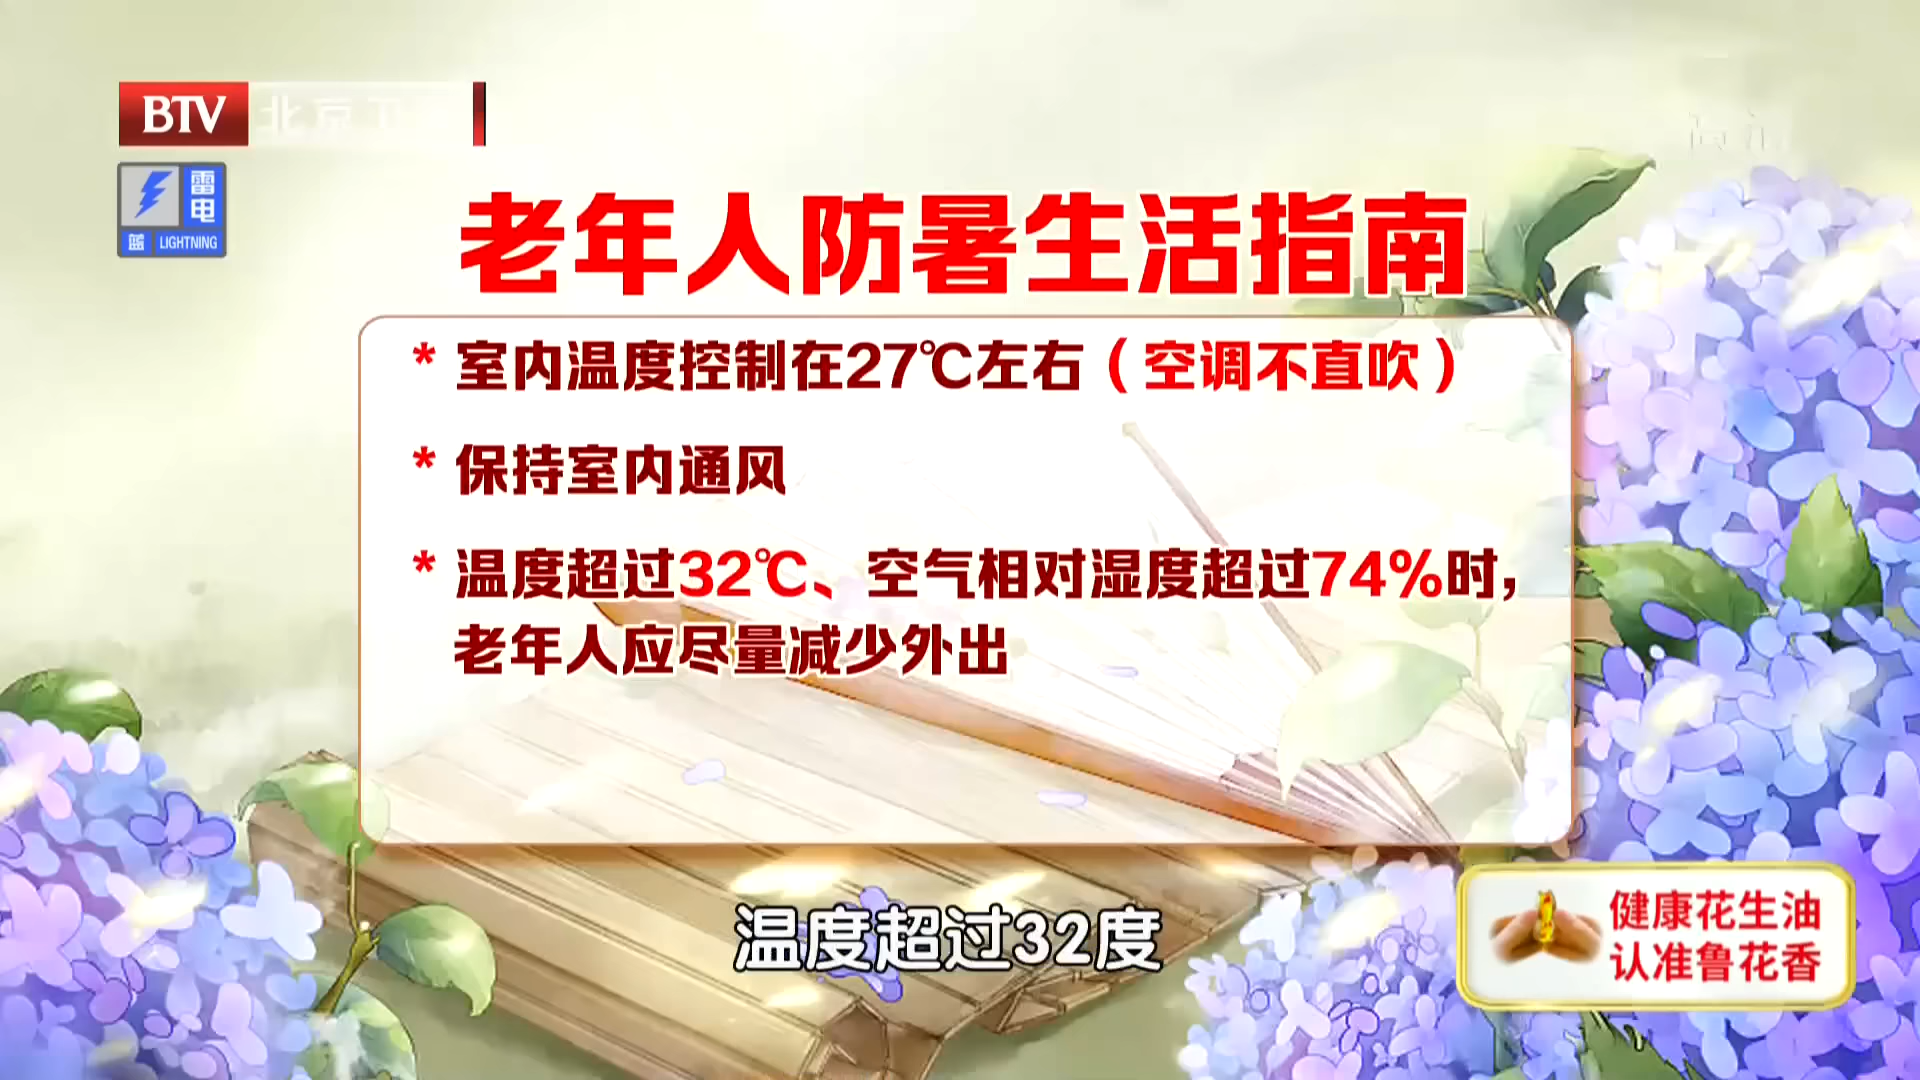 BTV 北京卫
雷电
蓝 LIGHTNING
老年人防暑生活指南
* 室内温度控制在27℃左右（空调不直吹）
* 保持室内通风
* 温度超过32℃、空气相对湿度超过74%时，
老年人应尽量减少外出
温度超过32度
健康花生油
认准鲁花香